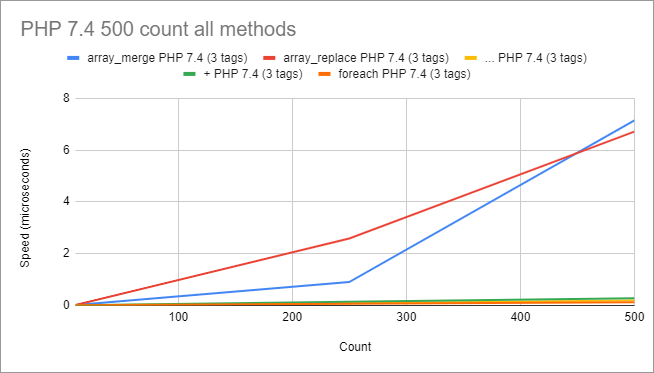 PHP 7.4 500 count all methods
array_merge PHP 7.4 (3 tags) array_replace PHP 7.4 (3 tags) ... PHP 7.4 (3 tags)
+ PHP 7.4 (3 tags) foreach PHP 7.4 (3 tags)
8
6
4
2
0
Speed (microseconds)
100 200 300 400 500
Count